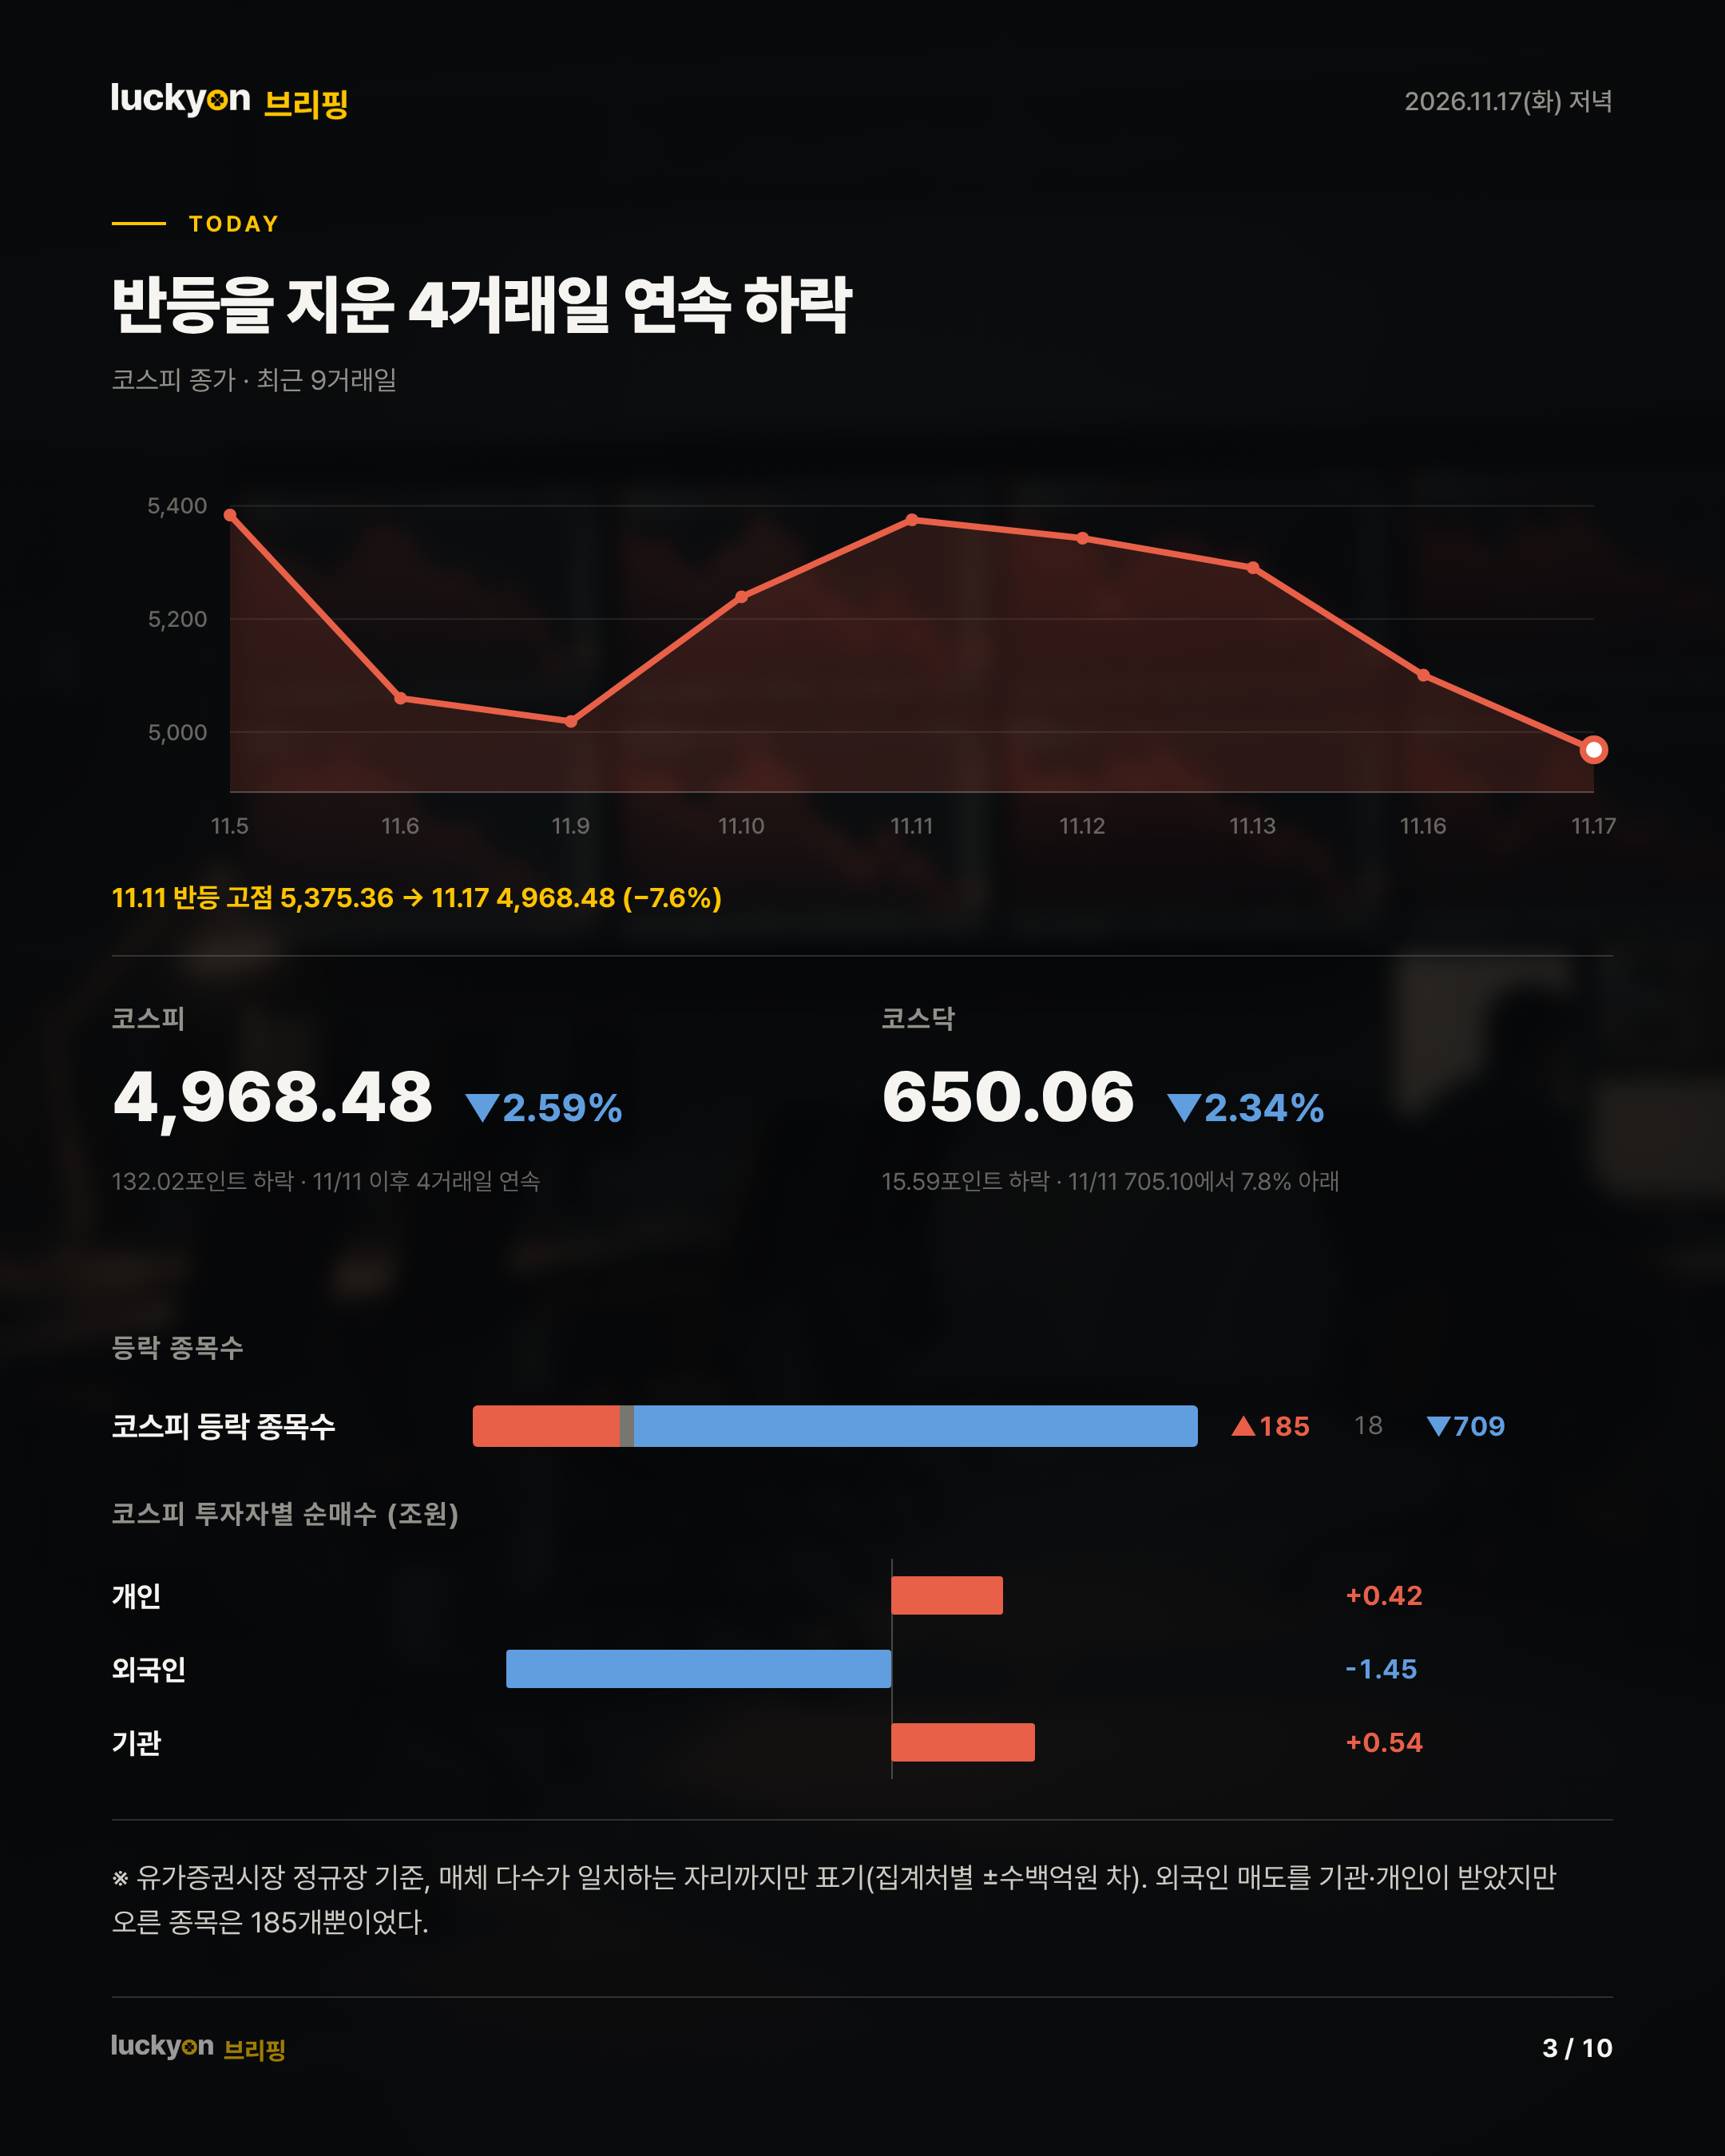 luckyon 브리핑
2026.11.17(화) 저녁
TODAY
반등을 지운 4거래일 연속 하락
코스피 종가 · 최근 9거래일
5,400
5,200
5,000
11.5 11.6 11.9 11.10 11.11 11.12 11.13 11.16 11.17
11.11 반등 고점 5,375.36 → 11.17 4,968.48 (−7.6%)
코스피
4,968.48 ▼2.59%
132.02포인트 하락 · 11/11 이후 4거래일 연속
코스닥
650.06 ▼2.34%
15.59포인트 하락 · 11/11 705.10에서 7.8% 아래
등락 종목수
코스피 등락 종목수 ▲185 18 ▼709
코스피 투자자별 순매수 (조원)
개인 +0.42
외국인 -1.45
기관 +0.54
※ 유가증권시장 정규장 기준, 매체 다수가 일치하는 자리까지만 표기(집계처별 ±수백억원 차). 외국인 매도를 기관·개인이 받았지만
오른 종목은 185개뿐이었다.
luckyon 브리핑
3 / 10